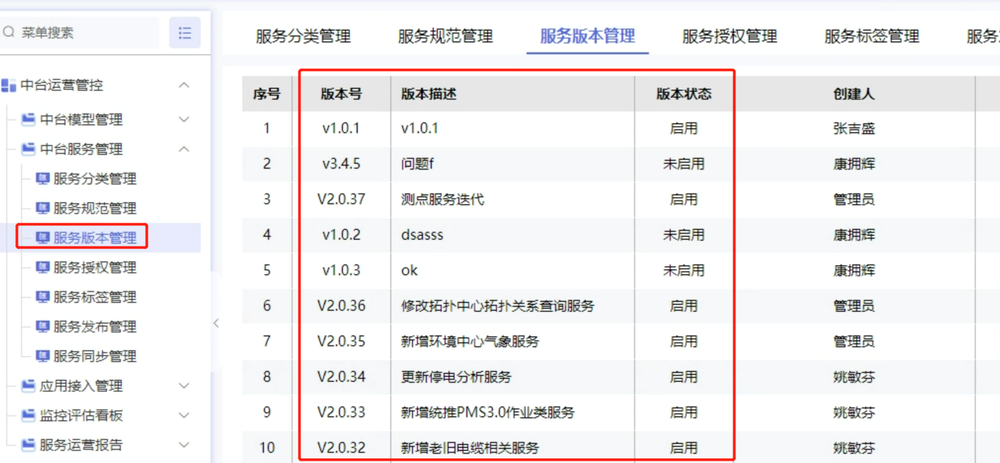 菜单搜索
中台运营管控
中台模型管理
中台服务管理
服务分类管理
服务规范管理
服务版本管理
服务授权管理
服务标签管理
服务发布管理
服务同步管理
应用接入管理
监控评估看板
服务运营报告
服务分类管理 服务规范管理 服务版本管理 服务授权管理 服务标签管理 服务
序号 版本号 版本描述 版本状态 创建人
1 v1.0.1 v1.0.1 启用 张吉盛
2 v3.4.5 问题f 未启用 康拥辉
3 V2.0.37 测点服务迭代 启用 管理员
4 v1.0.2 dsasss 未启用 康拥辉
5 v1.0.3 ok 未启用 康拥辉
6 V2.0.36 修改拓扑中心拓扑关系查询服务 启用 管理员
7 V2.0.35 新增环境中心气象服务 启用 管理员
8 V2.0.34 更新停电分析服务 启用 姚敏芬
9 V2.0.33 新增统推PMS3.0作业类服务 启用 姚敏芬
10 V2.0.32 新增老旧电缆相关服务 启用 姚敏芬